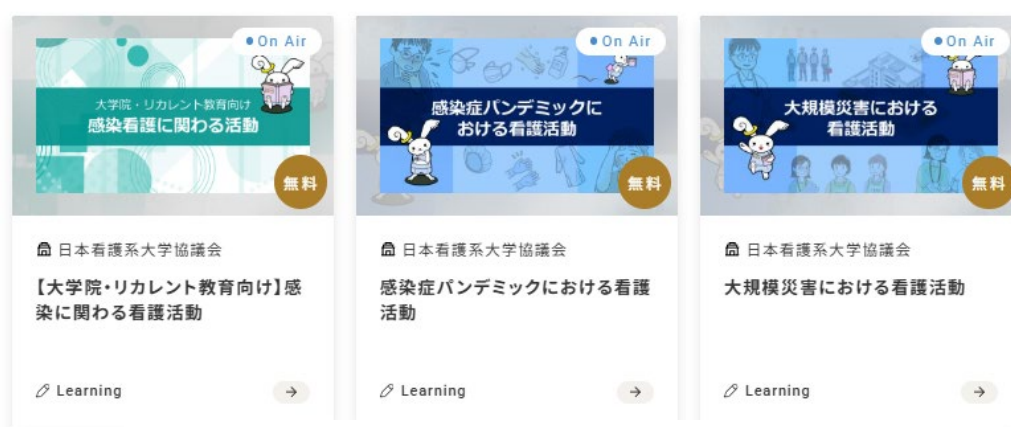 On Air
大学院・リカレント教育向け
感染看護に関わる活動
無料
日本看護系大学協議会
【大学院・リカレント教育向け】感
染に関わる看護活動
Learning
On Air
感染症パンデミックに
おける看護活動
無料
日本看護系大学協議会
感染症パンデミックにおける看護
活動
Learning
On Air
大規模災害における
看護活動
無料
日本看護系大学協議会
大規模災害における看護活動
Learning